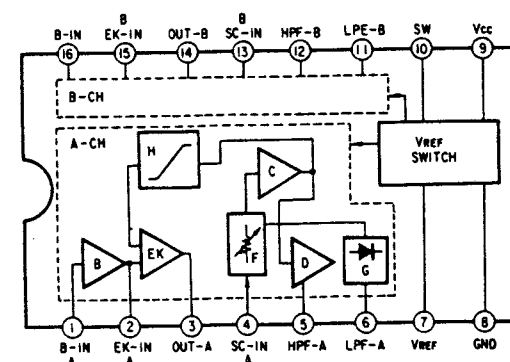 B
B
B-IN EK-IN OUT-B SC-IN HPF-B LPE-B SW Vcc
16 15 14 13 12 11 10 9
B-CH
A-CH
H
C
VREF
SWITCH
B
EK
F
D
G
1 2 3 4 5 6 7 8
B-IN EK-IN OUT-A SC-IN HPF-A LPF-A VREF GND
A A A